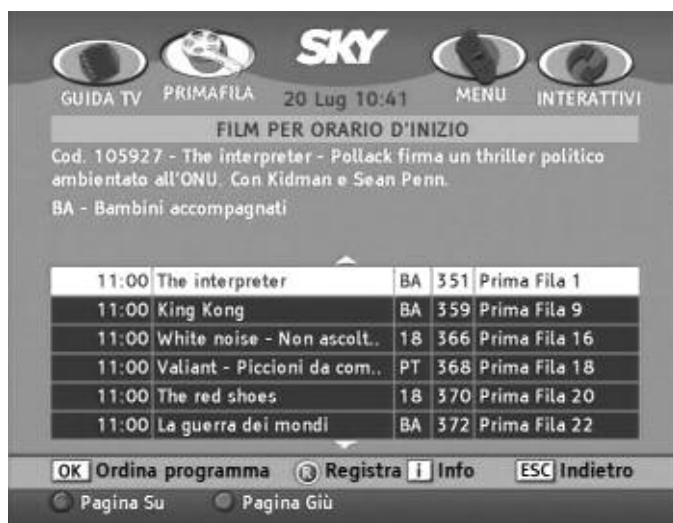 SKY
GUIDA TV PRIMAFILA 20 Lug 10:41 MENU INTERATTIVI
FILM PER ORARIO D'INIZIO
Cod. 105927 - The interpreter - Pollack firma un thriller politico
ambientato all'ONU. Con Kidman e Sean Penn.
BA - Bambini accompagnati
11:00 The interpreter BA 351 Prima Fila 1
11:00 King Kong BA 359 Prima Fila 9
11:00 White noise - Non ascolt.. 18 366 Prima Fila 16
11:00 Valiant - Piccioni da com.. PT 368 Prima Fila 18
11:00 The red shoes 18 370 Prima Fila 20
11:00 La guerra dei mondi BA 372 Prima Fila 22
OK Ordina programma R Registra i Info ESC Indietro
Pagina Su Pagina Giù